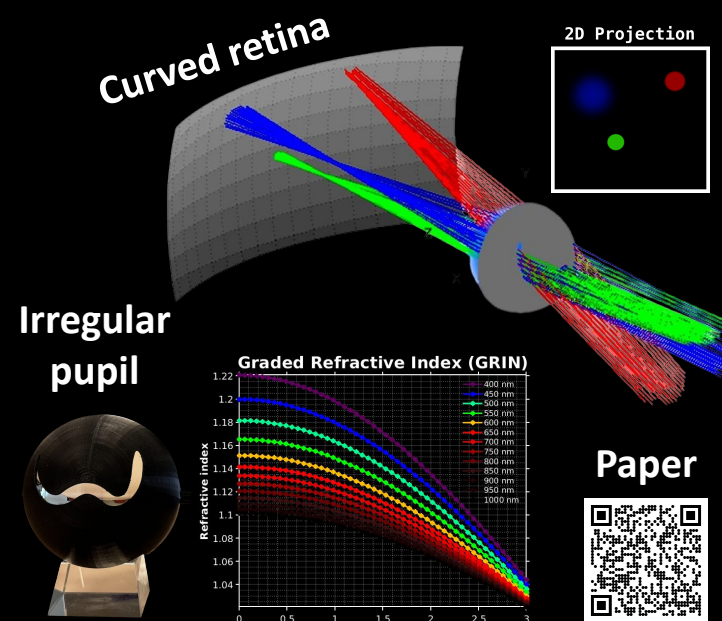 Curved retina
2D Projection
Y
Z
X
Irregular
pupil
Graded Refractive Index (GRIN)
Refractive index
1.22
1.2
1.18
1.16
1.14
1.12
1.1
1.08
1.06
1.04
400 nm
450 nm
500 nm
550 nm
600 nm
650 nm
700 nm
750 nm
800 nm
850 nm
900 nm
950 nm
1000 nm
0
0.5
1
1.5
2
2.5
3
Paper